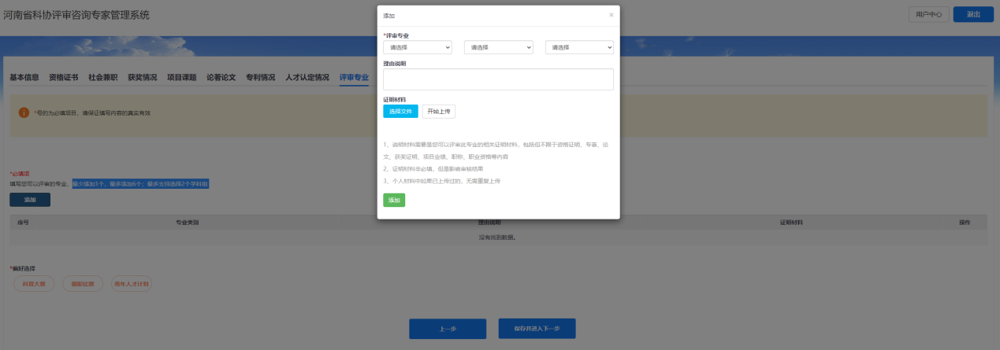 河南省科协评审咨询专家管理系统
用户中心
退出
基本信息 资格证书 社会兼职 获奖情况 项目课题 论著论文 专利情况 人才认定情况 评审专业
*号的为必填项目，请保证填写内容的真实有效
*必填项
填写您可以评审的专业，最少添加1个，最多添加6个；最多支持选择2个学科组
添加
序号 专业类别 理由说明 证明材料 操作
没有找到数据。
*偏好选择
科普大赛 摄影比赛 青年人才计划
上一步 保存并进入下一步
添加 ×
*评审专业
请选择 请选择 请选择
理由说明
证明材料
选择文件 开始上传
1、说明材料需要是您可以评审此专业的相关证明材料，包括但不限于资格证明、专著、论
文、获奖证明、项目业绩、职称、职业资格等内容
2、证明材料非必填，但是影响审核结果
3、个人材料中如果已上传过的，无需重复上传
添加